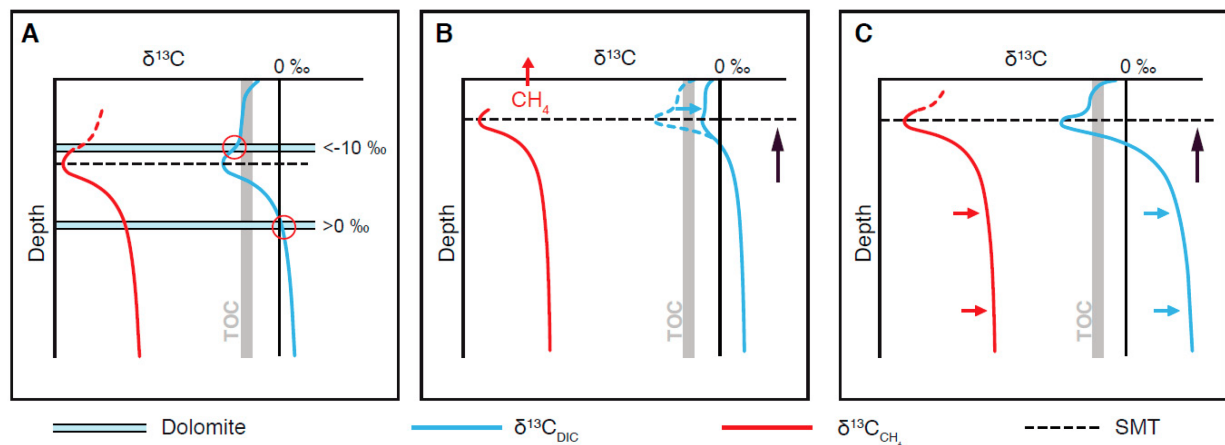 A
δ¹³C
0 ‰
<-10 ‰
>0 ‰
Depth
TOC
B
δ¹³C
0 ‰
CH₄
Depth
TOC
C
δ¹³C
0 ‰
Depth
TOC
Dolomite
δ¹³C_DIC
δ¹³C_CH₄
SMT